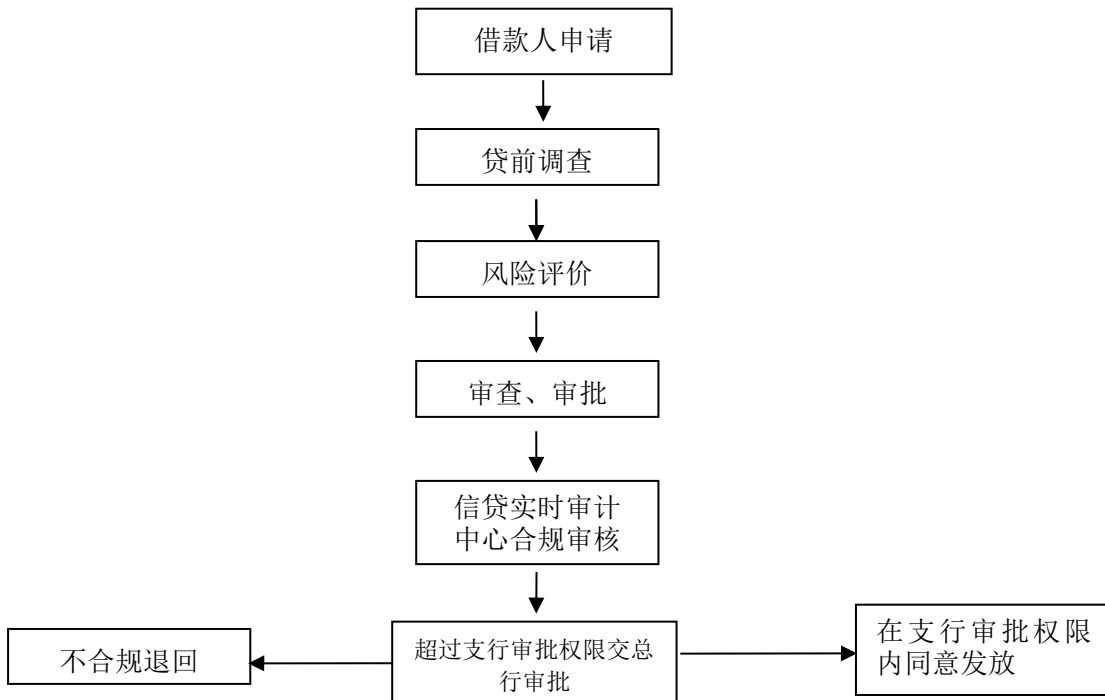 借款人申请
贷前调查
风险评价
审查、审批
信贷实时审计
中心合规审核
不合规退回
超过支行审批权限交总
行审批
在支行审批权限
内同意发放